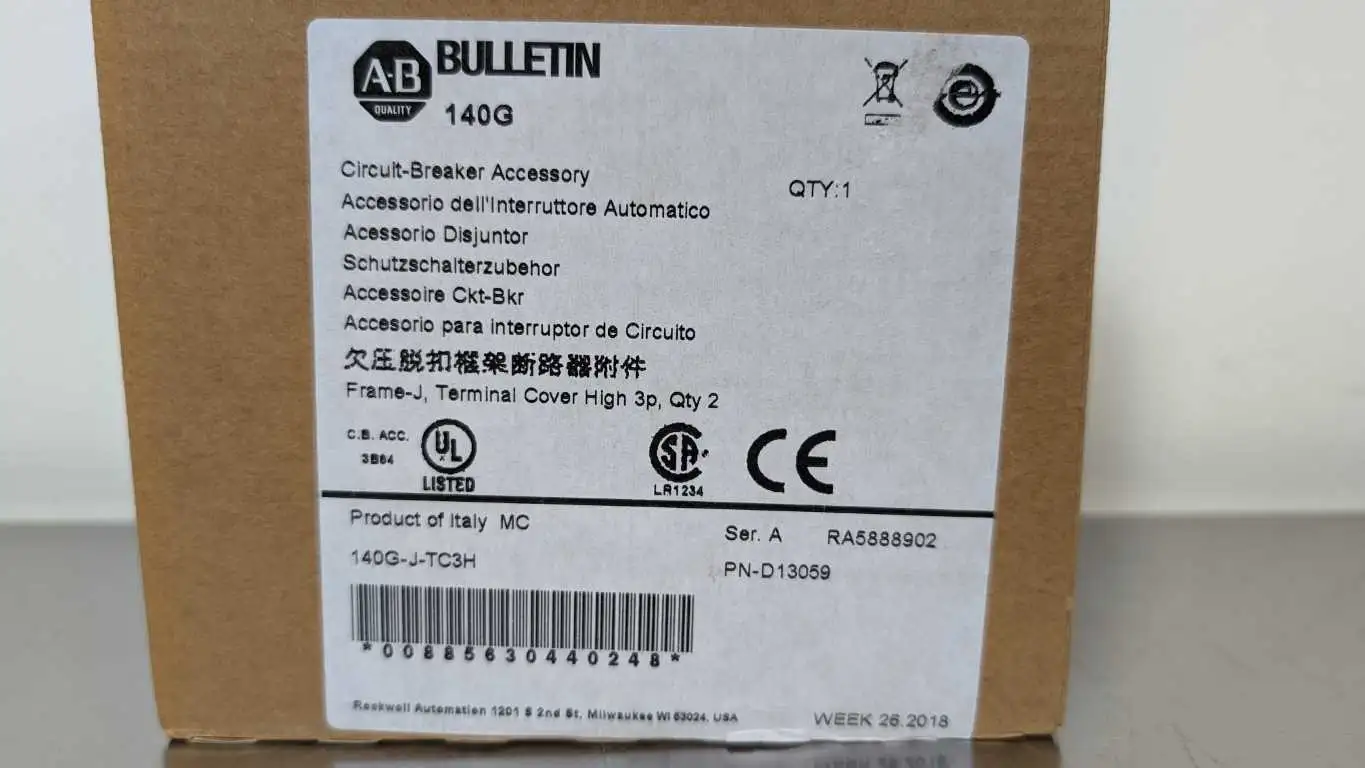 A-B QUALITY
BULLETIN
140G
Circuit-Breaker Accessory
QTY:1
Accessorio dell'Interruttore Automatico
Acessorio Disjuntor
Schutzschalterzubehor
Accessoire Ckt-Bkr
Accesorio para interruptor de Circuito
欠压脱扣框架断路器附件
Frame-J, Terminal Cover High 3p, Qty 2
C.B. ACC.
3B64
UL
LISTED
SA
LR1234
CE
Product of Italy MC
Ser. A RA5888902
140G-J-TC3H
PN-D13059
*00885630440248*
Rockwell Automation 1201 S 2nd St. Milwaukee WI 53024. USA
WEEK 26.2018